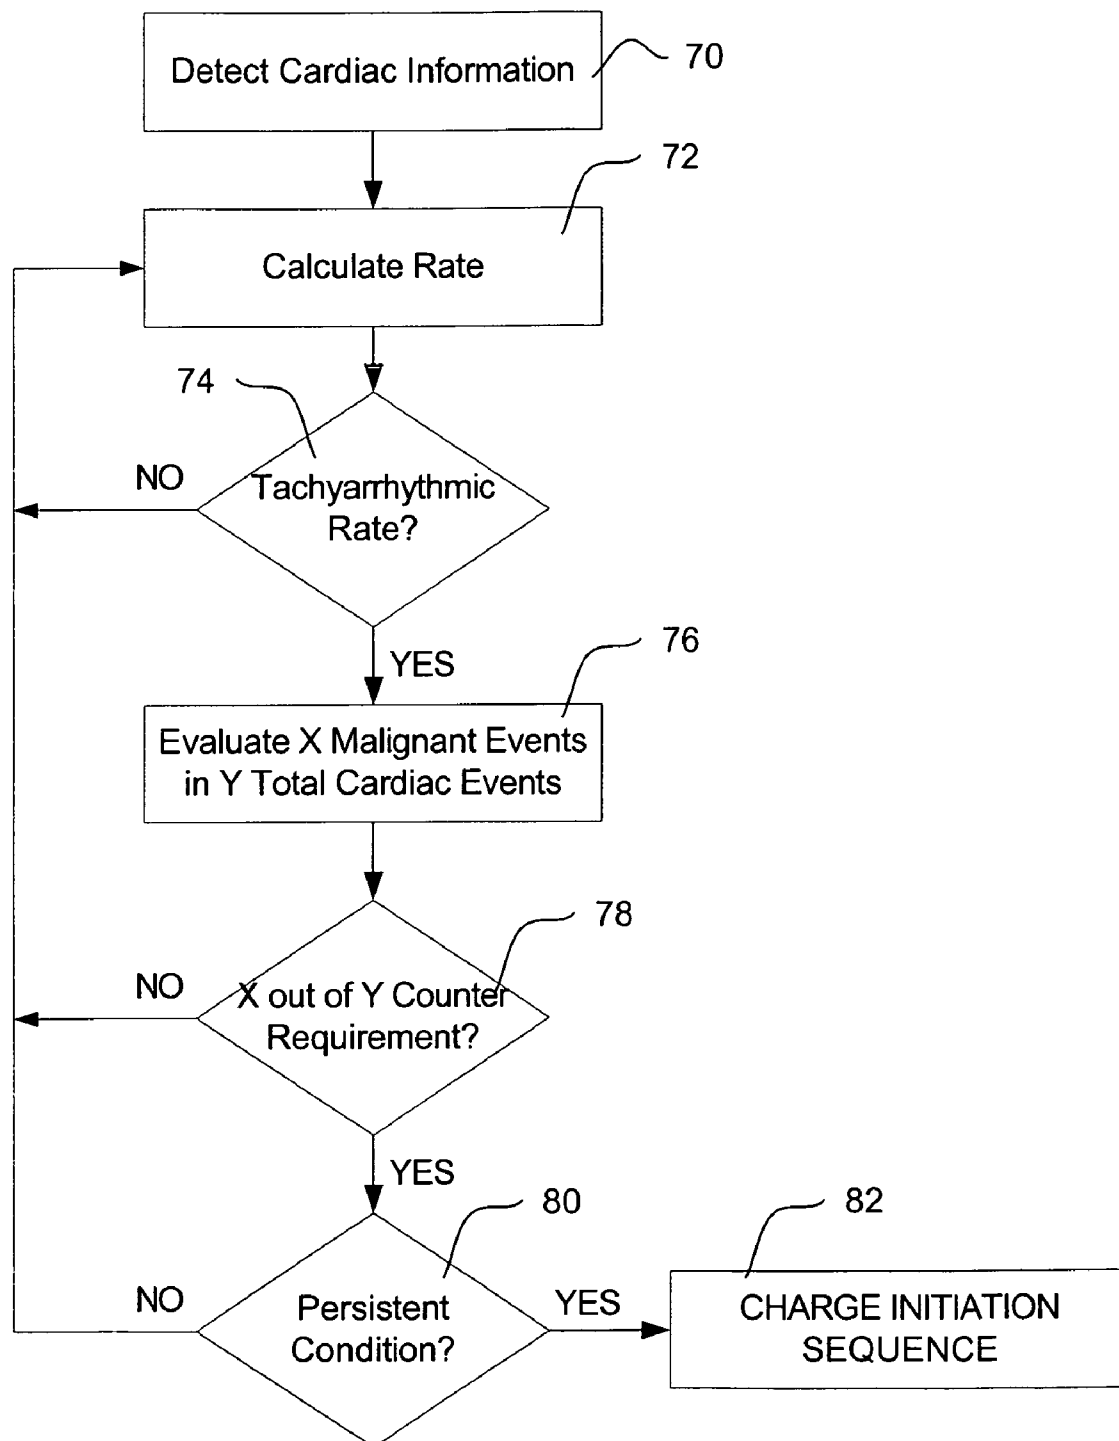 Detect Cardiac Information
70
72
Calculate Rate
74
NO
Tachyarrhythmic
Rate?
YES
76
Evaluate X Malignant Events
in Y Total Cardiac Events
78
NO
X out of Y Counter
Requirement?
YES
80
82
NO
Persistent
Condition?
YES
CHARGE INITIATION
SEQUENCE